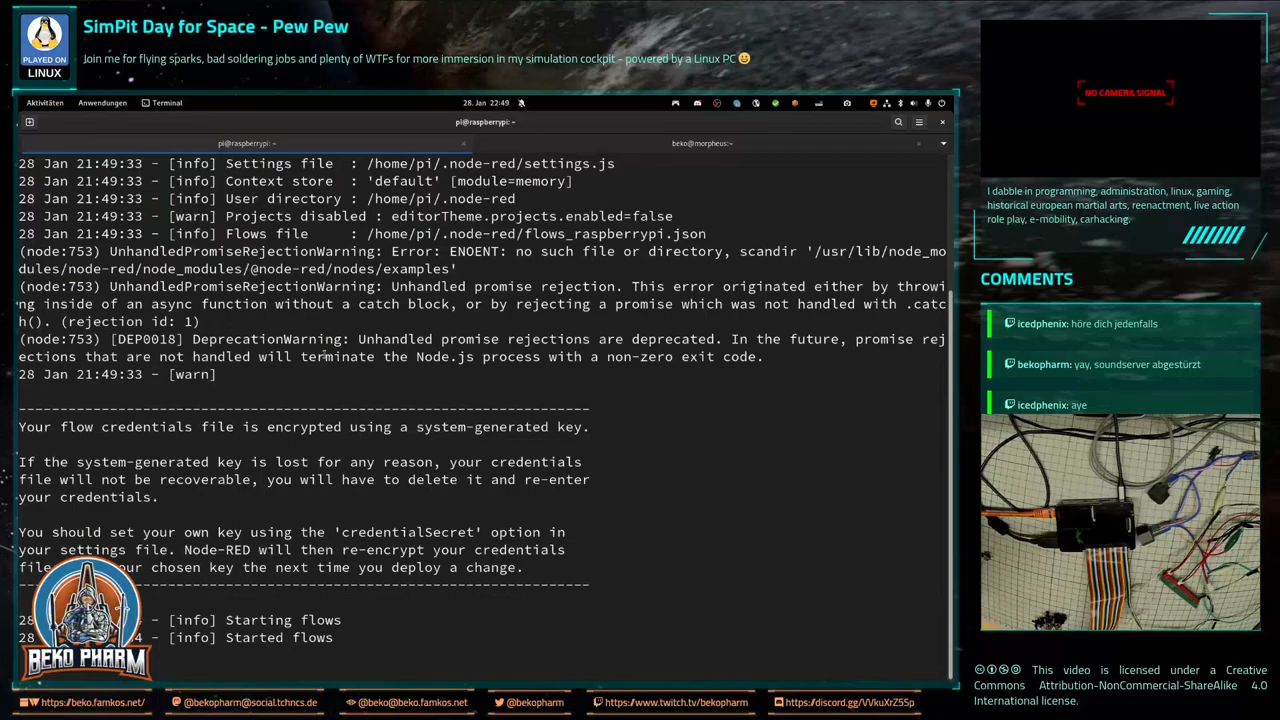 SimPit Day for Space - Pew Pew
Join me for flying sparks, bad soldering jobs and plenty of WTFs for more immersion in my simulation cockpit - powered by a Linux PC 😀
PLAYED ON
LINUX
Aktivitäten Anwendungen Terminal 28. Jan 22:49
pi@raspberrypi: ~
pi@raspberrypi: ~ beko@morpheus:~
28 Jan 21:49:33 - [info] Settings file : /home/pi/.node-red/settings.js
28 Jan 21:49:33 - [info] Context store : 'default' [module=memory]
28 Jan 21:49:33 - [info] User directory : /home/pi/.node-red
28 Jan 21:49:33 - [warn] Projects disabled : editorTheme.projects.enabled=false
28 Jan 21:49:33 - [info] Flows file : /home/pi/.node-red/flows_raspberrypi.json
(node:753) UnhandledPromiseRejectionWarning: Error: ENOENT: no such file or directory, scandir '/usr/lib/node_mo
dules/node-red/node_modules/@node-red/nodes/examples'
(node:753) UnhandledPromiseRejectionWarning: Unhandled promise rejection. This error originated either by throwi
ng inside of an async function without a catch block, or by rejecting a promise which was not handled with .catc
h(). (rejection id: 1)
(node:753) [DEP0018] DeprecationWarning: Unhandled promise rejections are deprecated. In the future, promise rej
ections that are not handled will terminate the Node.js process with a non-zero exit code.
28 Jan 21:49:33 - [warn]
---------------------------------------------------------------------
Your flow credentials file is encrypted using a system-generated key.
If the system-generated key is lost for any reason, your credentials
file will not be recoverable, you will have to delete it and re-enter
your credentials.
You should set your own key using the 'credentialSecret' option in
your settings file. Node-RED will then re-encrypt your credentials
file your chosen key the next time you deploy a change.
---------------------------------------------------------------------
28 [info] Starting flows
28 4 - [info] Started flows
BEKO PHARM
NO CAMERA SIGNAL
I dabble in programming, administration, linux, gaming,
historical european martial arts, reenactment, live action
role play, e-mobility, carhacking.
COMMENTS
icedphenix: höre dich jedenfalls
bekopharm: yay, soundserver abgestürzt
icedphenix: aye
This video is licensed under a Creative
Commons Attribution-NonCommercial-ShareAlike 4.0
International license.
https://beko.famkos.net/ @bekopharm@social.tchncs.de @beko@beko.famkos.net @bekopharm https://www.twitch.tv/bekopharm https://discord.gg/VVkuXrZ55p